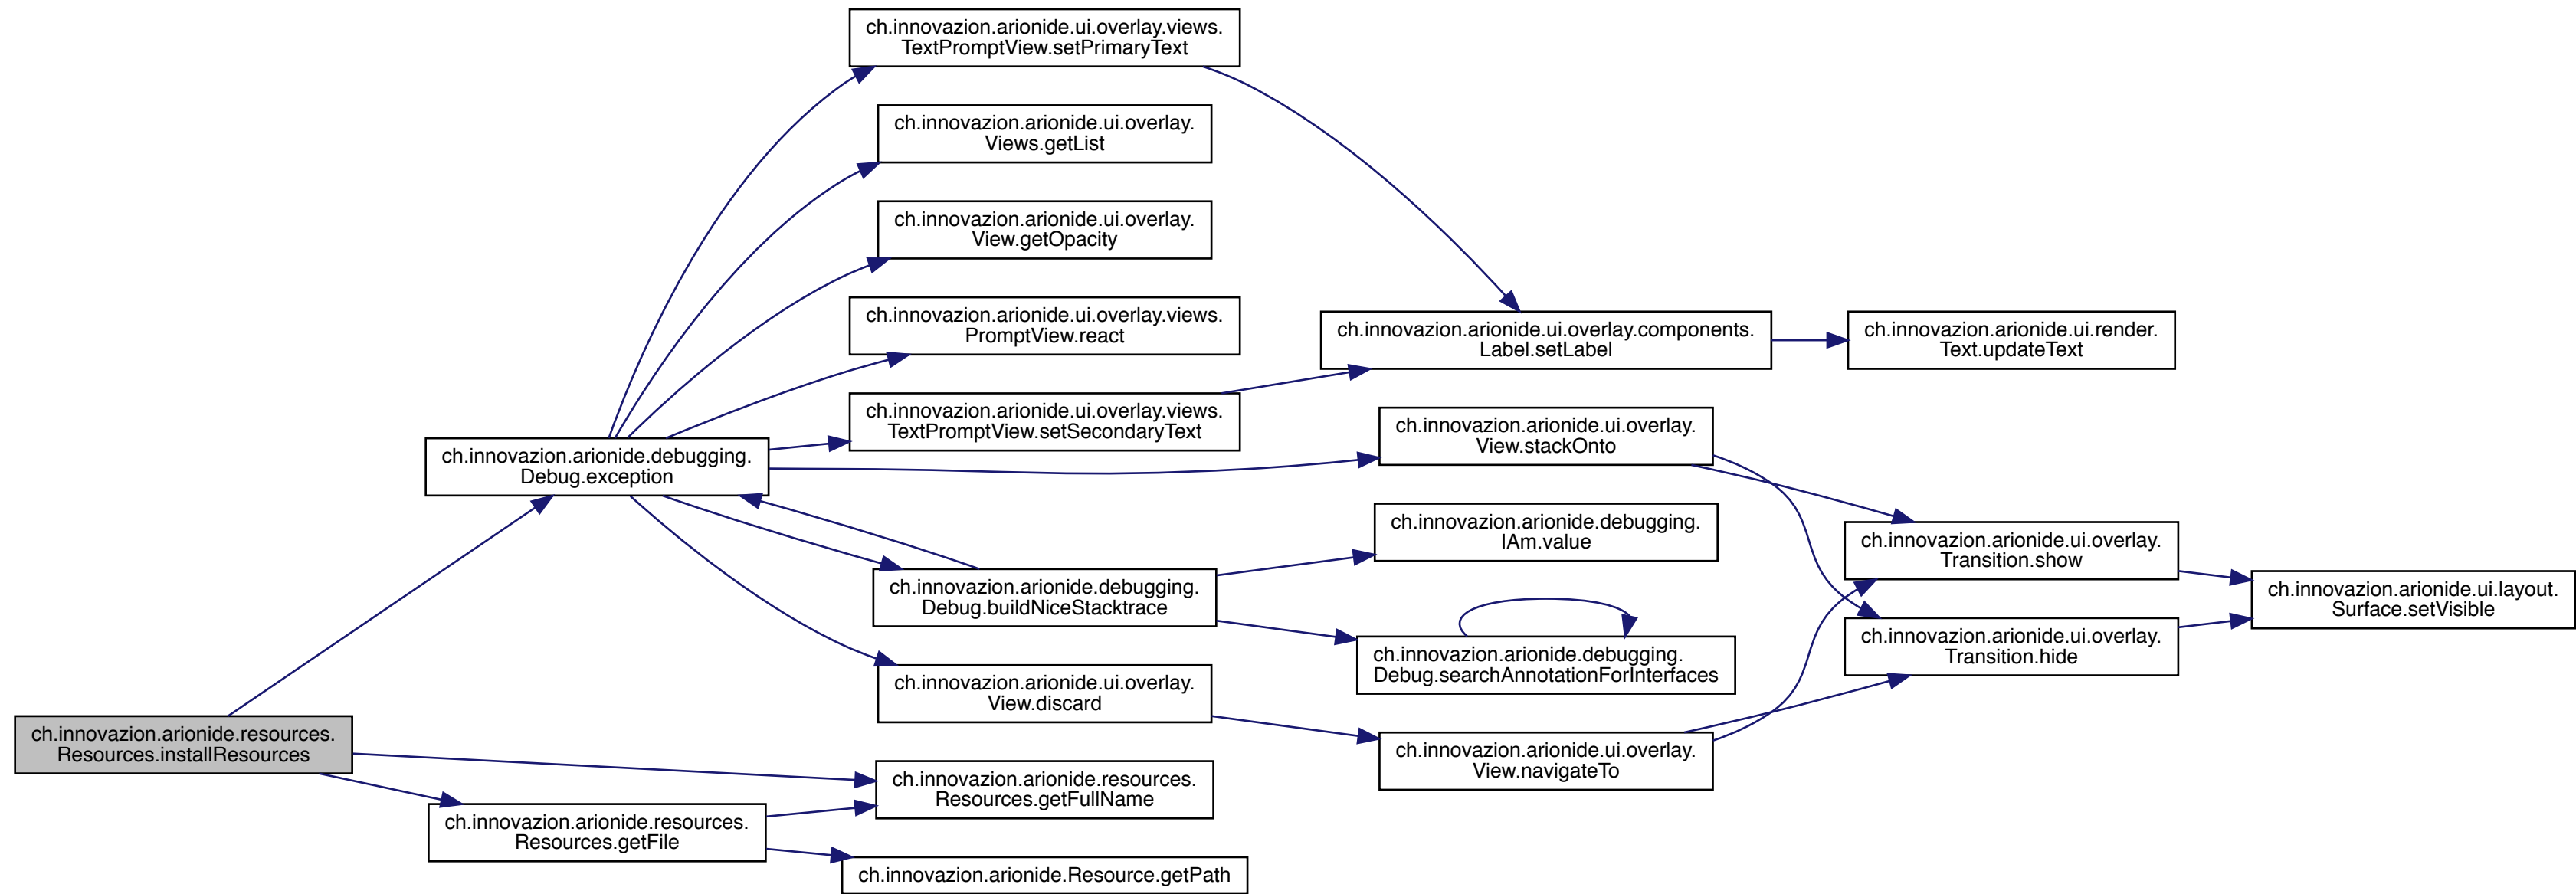 ch.innovazion.arionide.ui.overlay.views.
TextPromptView.setPrimaryText
ch.innovazion.arionide.ui.overlay.
Views.getList
ch.innovazion.arionide.ui.overlay.
View.getOpacity
ch.innovazion.arionide.ui.overlay.views.
PromptView.react
ch.innovazion.arionide.ui.overlay.components.
Label.setLabel
ch.innovazion.arionide.ui.render.
Text.updateText
ch.innovazion.arionide.ui.overlay.views.
TextPromptView.setSecondaryText
ch.innovazion.arionide.ui.overlay.
View.stackOnto
ch.innovazion.arionide.debugging.
Debug.exception
ch.innovazion.arionide.debugging.
IAm.value
ch.innovazion.arionide.ui.overlay.
Transition.show
ch.innovazion.arionide.debugging.
Debug.buildNiceStacktrace
ch.innovazion.arionide.ui.layout.
Surface.setVisible
ch.innovazion.arionide.ui.overlay.
Transition.hide
ch.innovazion.arionide.debugging.
Debug.searchAnnotationForInterfaces
ch.innovazion.arionide.ui.overlay.
View.discard
ch.innovazion.arionide.resources.
Resources.installResources
ch.innovazion.arionide.ui.overlay.
View.navigateTo
ch.innovazion.arionide.resources.
Resources.getFullName
ch.innovazion.arionide.resources.
Resources.getFile
ch.innovazion.arionide.Resource.getPath